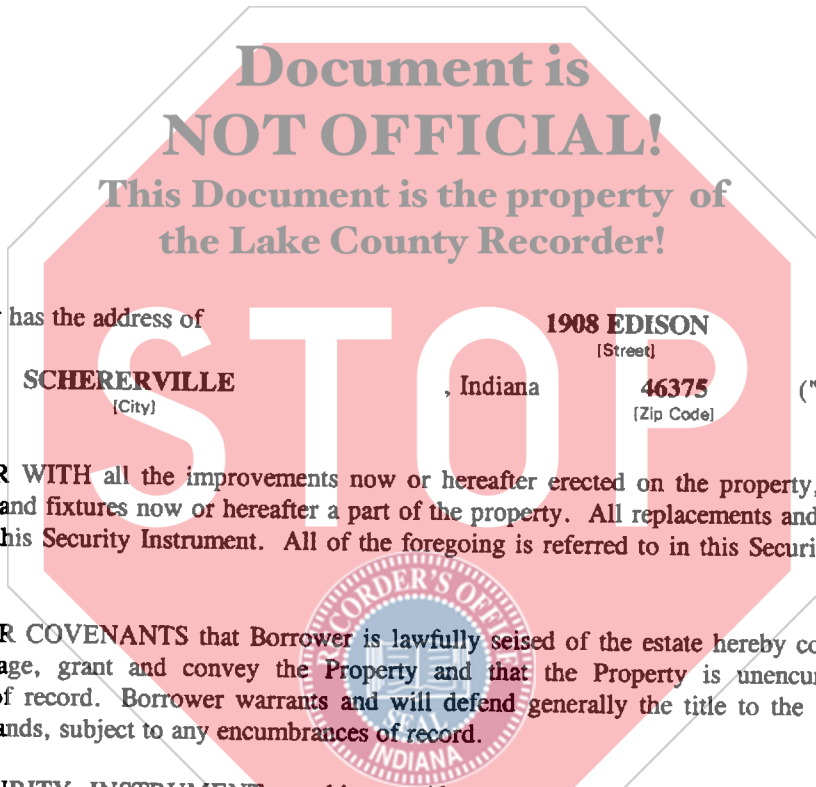 Document is
NOT OFFICIAL!
This Document is the property of
the Lake County Recorder!
has the address of 1908 EDISON
[Street]
SCHERERVILLE , Indiana 46375 ("
[City] [Zip Code]
STOP
R WITH all the improvements now or hereafter erected on the property,
and fixtures now or hereafter a part of the property. All replacements and
his Security Instrument. All of the foregoing is referred to in this Securi
R COVENANTS that Borrower is lawfully seised of the estate hereby co
age, grant and convey the Property and that the Property is unencu
of record. Borrower warrants and will defend generally the title to the
ands, subject to any encumbrances of record.
RECORDER'S OFFICE
SEAL
INDIANA
URITY INSTRUMENT